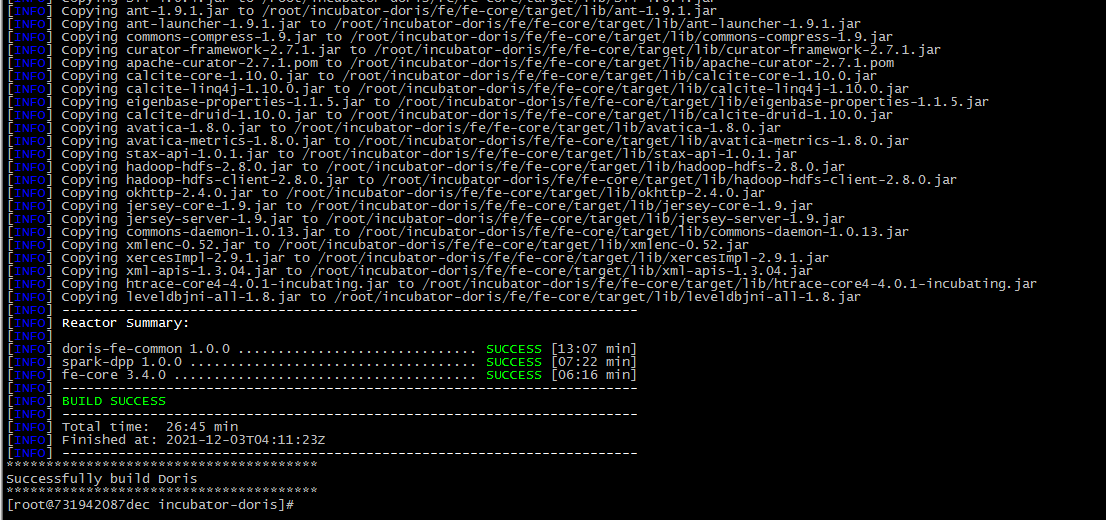 [INFO] Copying ant-1.9.1.jar to /root/incubator-doris/fe/fe-core/target/lib/ant-1.9.1.jar
[INFO] Copying ant-launcher-1.9.1.jar to /root/incubator-doris/fe/fe-core/target/lib/ant-launcher-1.9.1.jar
[INFO] Copying commons-compress-1.9.jar to /root/incubator-doris/fe/fe-core/target/lib/commons-compress-1.9.jar
[INFO] Copying curator-framework-2.7.1.jar to /root/incubator-doris/fe/fe-core/target/lib/curator-framework-2.7.1.jar
[INFO] Copying apache-curator-2.7.1.pom to /root/incubator-doris/fe/fe-core/target/lib/apache-curator-2.7.1.pom
[INFO] Copying calcite-core-1.10.0.jar to /root/incubator-doris/fe/fe-core/target/lib/calcite-core-1.10.0.jar
[INFO] Copying calcite-linq4j-1.10.0.jar to /root/incubator-doris/fe/fe-core/target/lib/calcite-linq4j-1.10.0.jar
[INFO] Copying eigenbase-properties-1.1.5.jar to /root/incubator-doris/fe/fe-core/target/lib/eigenbase-properties-1.1.5.jar
[INFO] Copying calcite-druid-1.10.0.jar to /root/incubator-doris/fe/fe-core/target/lib/calcite-druid-1.10.0.jar
[INFO] Copying avatica-1.8.0.jar to /root/incubator-doris/fe/fe-core/target/lib/avatica-1.8.0.jar
[INFO] Copying avatica-metrics-1.8.0.jar to /root/incubator-doris/fe/fe-core/target/lib/avatica-metrics-1.8.0.jar
[INFO] Copying stax-api-1.0.1.jar to /root/incubator-doris/fe/fe-core/target/lib/stax-api-1.0.1.jar
[INFO] Copying hadoop-hdfs-2.8.0.jar to /root/incubator-doris/fe/fe-core/target/lib/hadoop-hdfs-2.8.0.jar
[INFO] Copying hadoop-hdfs-client-2.8.0.jar to /root/incubator-doris/fe/fe-core/target/lib/hadoop-hdfs-client-2.8.0.jar
[INFO] Copying okhttp-2.4.0.jar to /root/incubator-doris/fe/fe-core/target/lib/okhttp-2.4.0.jar
[INFO] Copying jersey-core-1.9.jar to /root/incubator-doris/fe/fe-core/target/lib/jersey-core-1.9.jar
[INFO] Copying jersey-server-1.9.jar to /root/incubator-doris/fe/fe-core/target/lib/jersey-server-1.9.jar
[INFO] Copying commons-daemon-1.0.13.jar to /root/incubator-doris/fe/fe-core/target/lib/commons-daemon-1.0.13.jar
[INFO] Copying xmlenc-0.52.jar to /root/incubator-doris/fe/fe-core/target/lib/xmlenc-0.52.jar
[INFO] Copying xercesImpl-2.9.1.jar to /root/incubator-doris/fe/fe-core/target/lib/xercesImpl-2.9.1.jar
[INFO] Copying xml-apis-1.3.04.jar to /root/incubator-doris/fe/fe-core/target/lib/xml-apis-1.3.04.jar
[INFO] Copying htrace-core4-4.0.1-incubating.jar to /root/incubator-doris/fe/fe-core/target/lib/htrace-core4-4.0.1-incubating.jar
[INFO] Copying leveldbjni-all-1.8.jar to /root/incubator-doris/fe/fe-core/target/lib/leveldbjni-all-1.8.jar
[INFO] ------------------------------------------------------------------------
[INFO] Reactor Summary:
[INFO]
[INFO] doris-fe-common 1.0.0 .............................. SUCCESS [13:07 min]
[INFO] spark-dpp 1.0.0 .................................... SUCCESS [07:22 min]
[INFO] fe-core 3.4.0 ...................................... SUCCESS [06:16 min]
[INFO] ------------------------------------------------------------------------
[INFO] BUILD SUCCESS
[INFO] ------------------------------------------------------------------------
[INFO] Total time:  26:45 min
[INFO] Finished at: 2021-12-03T04:11:23Z
[INFO] ------------------------------------------------------------------------
***************************************
Successfully build Doris
***************************************
[root@731942087dec incubator-doris]#